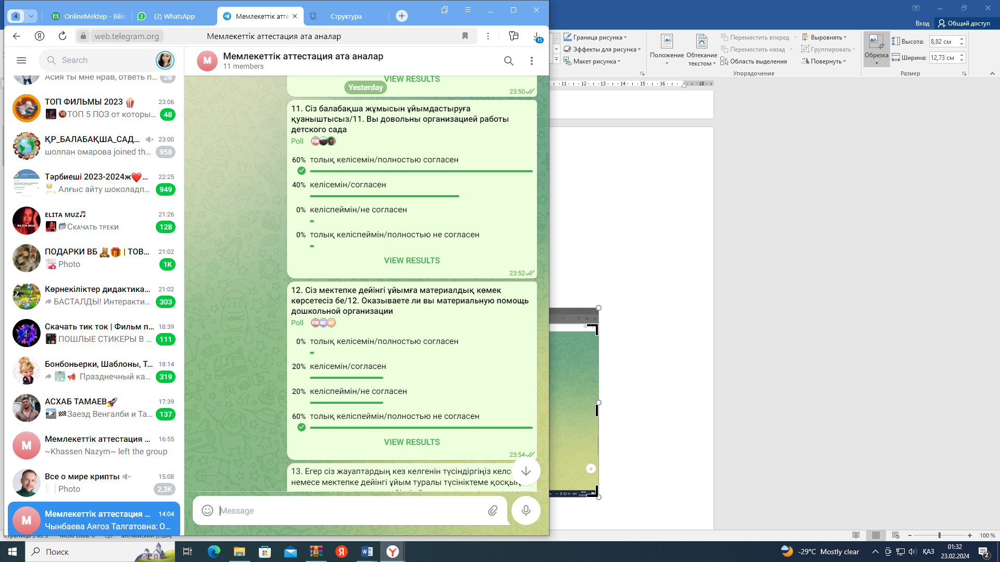 4
OnlineMektep - Bilim
(2) WhatsApp
Мемлекеттік атте
Структура
web.telegram.org
Мемлекеттік аттестация ата аналар
15
Search
Асия ты мне нрав, ответь п...
28
ТОП ФИЛЬМЫ 2023
23:06
ТОП 5 ПОЗ от которы...
48
ҚР_БАЛАБАҚША_САД...
23:00
шолпан омарова joined th...
958
Тәрбиеші 2023-2024ж
22:25
Алғыс айту шоколадп...
949
ELITA MUZ
21:26
Скачать треки
128
ПОДАРКИ ВБ | ТОВ...
21:02
Photo
1K
Көрнекіліктер дидактика...
21:02
БАСТАЛДЫ! Интеракти...
303
Скачать тик ток | Фильм п...
18:39
ПОШЛЫЕ СТИКЕРЫ В ...
111
Бонбоньерки, Шаблоны, Т...
18:14
Празднечный ка...
319
АСХАБ ТАМАЕВ
17:39
Заезд Венгалби и Та...
137
Мемлекеттік аттестация ...
16:55
~Khassen Nazym~ left the group
Все о мире крипты
15:08
Photo
2,3K
Мемлекеттік аттестация ...
14:04
Чынбаева Аягоз Талгатовна: О...
M
Мемлекеттік аттестация ата аналар
11 members
VIEW RESULTS
Yesterday
23:50
11. Сіз балабақша жұмысын ұйымдастыруға
қуаныштысыз/11. Вы довольны организацией работы
детского сада
Poll
60% толық келісемін/полностью согласен
40% келісемін/согласен
0% келіспеймін/не согласен
0% толық келіспеймін/полностью не согласен
VIEW RESULTS
23:52
12. Сіз мектепке дейінгі ұйымға материалдық көмек
көрсетесіз бе/12. Оказываете ли вы материальную помощь
дошкольной организации
Poll
РЖ ВС АТ
0% толық келісемін/полностью согласен
20% келісемін/согласен
20% келіспеймін/не согласен
60% толық келіспеймін/полностью не согласен
VIEW RESULTS
23:54
13. Егер сіз жауаптардың кез келгенін түсіндіргіңіз келс
немесе мектепке дейінгі ұйым туралы түсініктеме қосқың
Message
Вход
Общий доступ
Граница рисунка
Эффекты для рисунка
Макет рисунка
Положение
Обтекание
текстом
Переместить вперед
Переместить назад
Область выделения
Выровнять
Группировать
Повернуть
Упорядочение
Обрезка
Высота: 8,82 см
Ширина: 12,73 см
Размер
11 12 13 14 15 16 18
100 %
Поиск
-29°C Mostly clear
ҚАЗ
01:32
23.02.2024
2